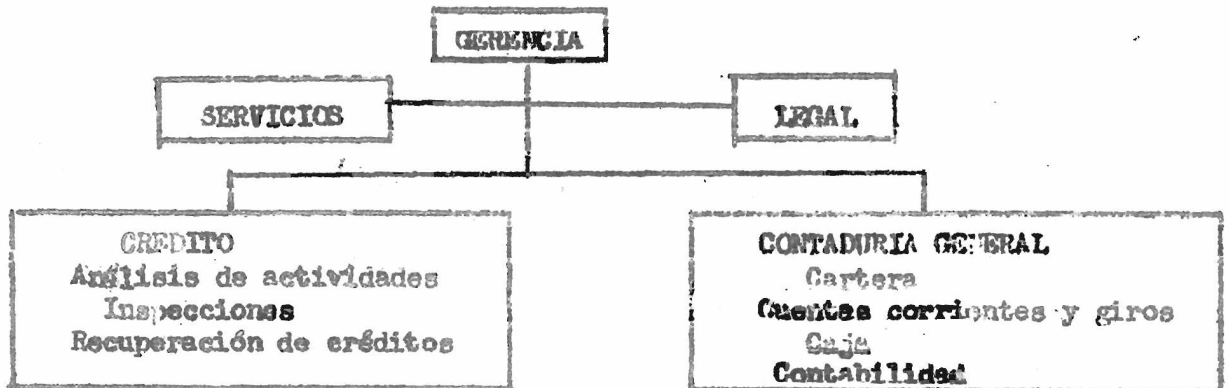 GERENCIA
SERVICIOS
LEGAL
CREDITO
Análisis de actividades
Inspecciones
Recuperación de créditos
CONTADURIA GENERAL
Cartera
Cuentas corrientes y giros
Caja
Contabilidad